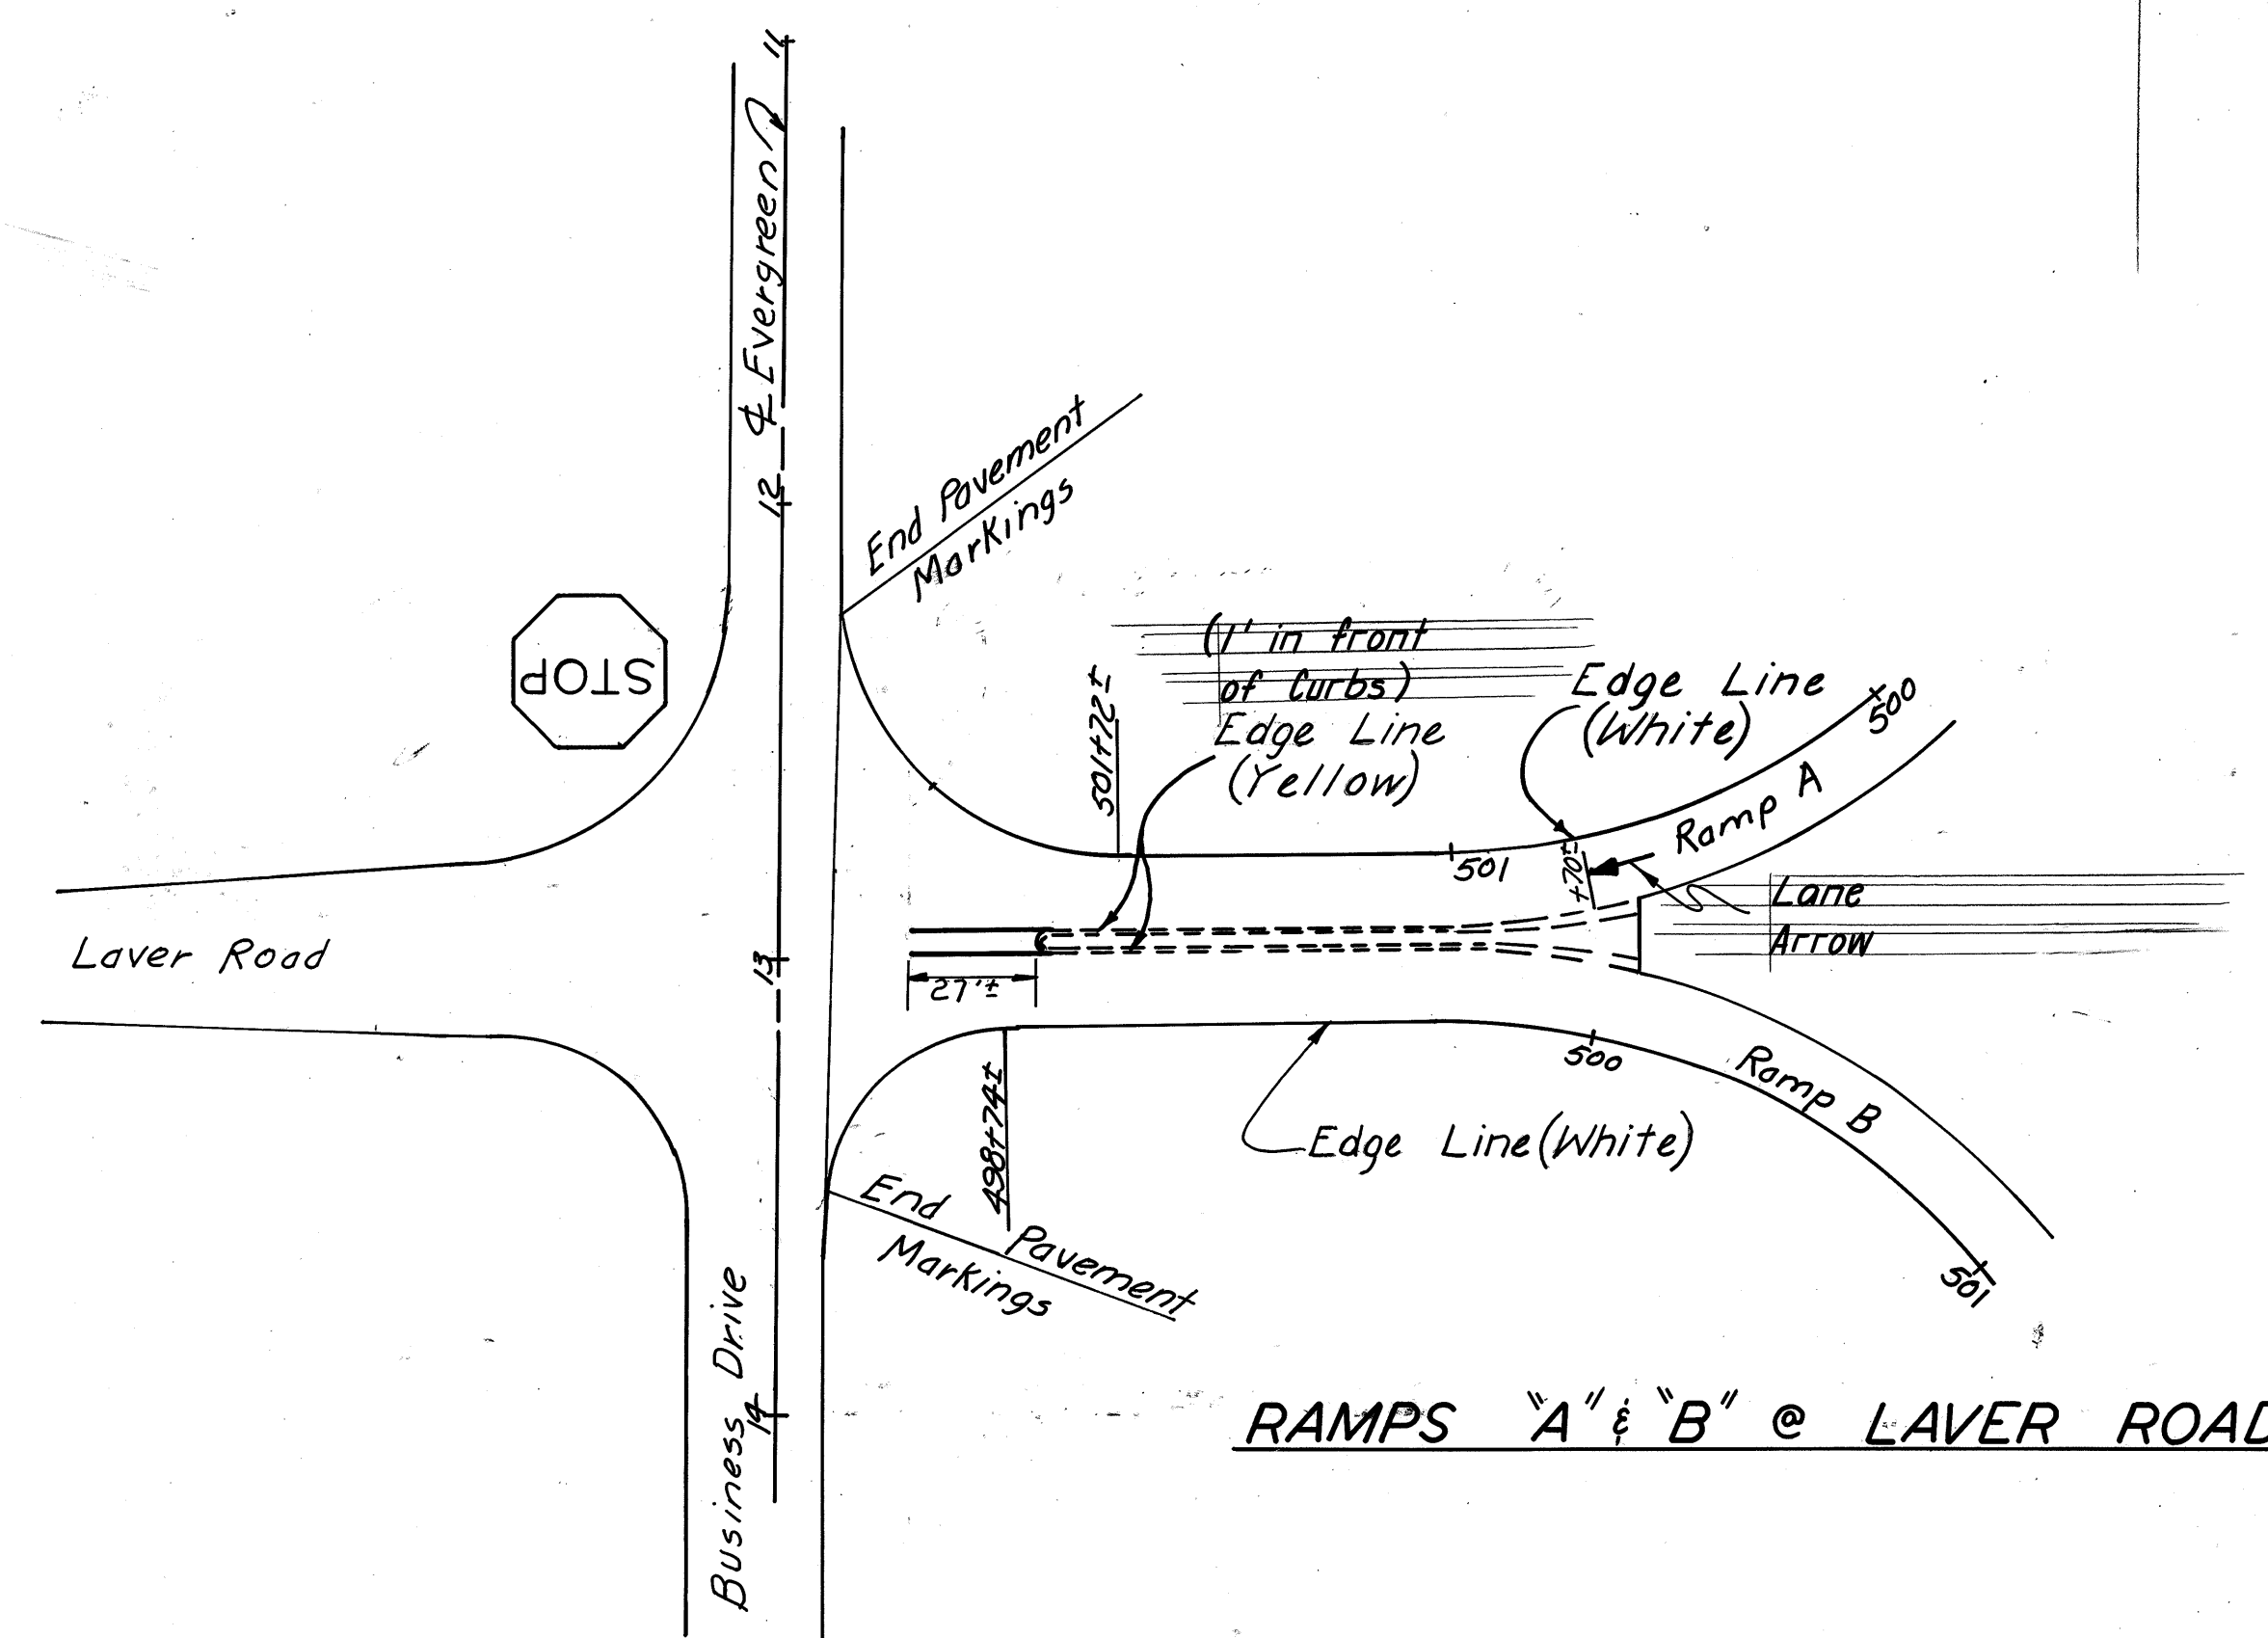 11
℄ Evergreen
12
End Pavement
Markings
STOP
(1' in front
of Curbs)
Edge Line
(Yellow)
501+72±
Edge Line
(White)
500
Ramp A
501
+70±
Lane
Arrow
Laver Road
13
27'±
500
Ramp B
498+74±
Edge Line (White)
End Pavement
Markings
501
Business Drive
14
RAMPS "A" & "B" @ LAVER ROAD